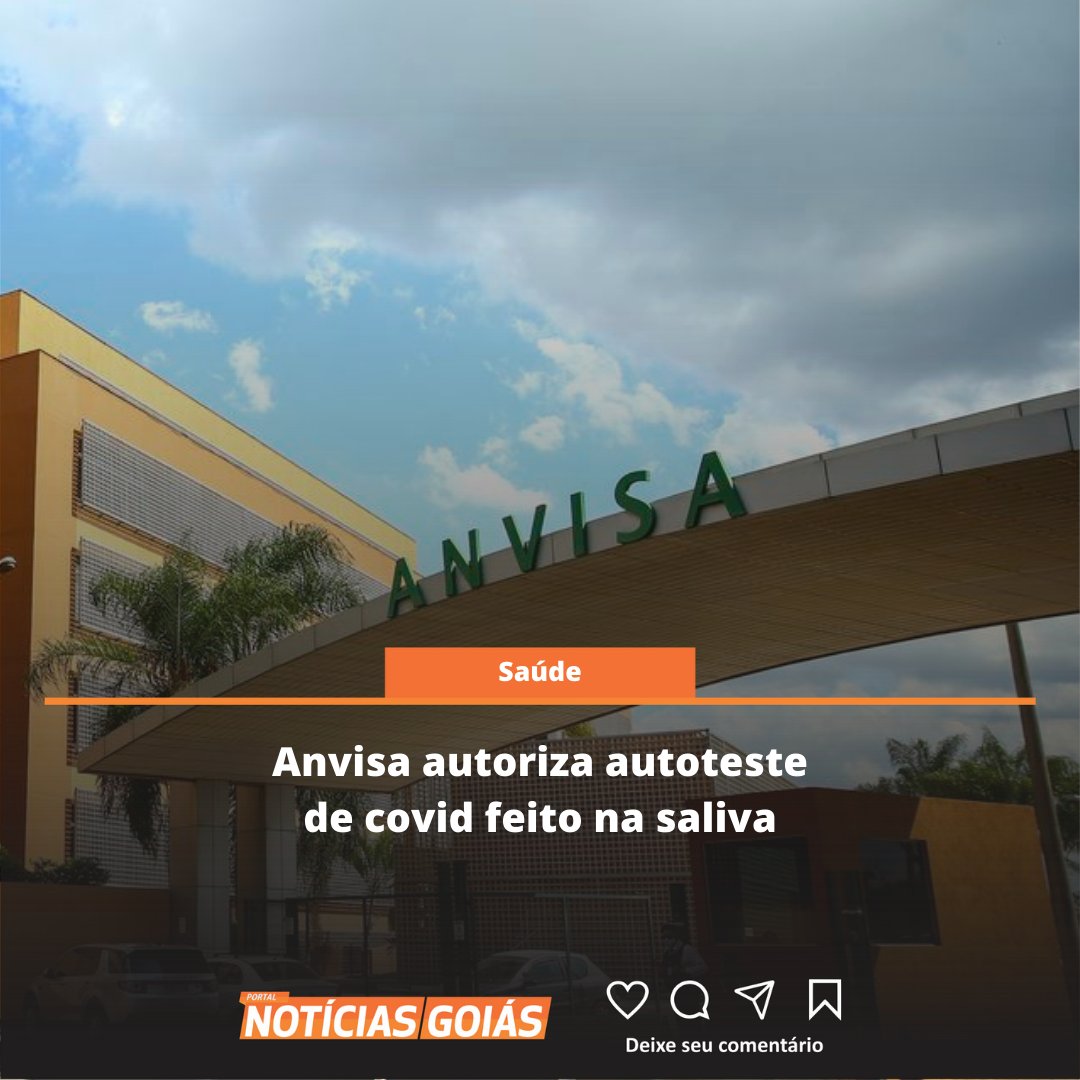 ANVISA
Saúde
Anvisa autoriza autoteste
de covid feito na saliva
PORTAL
NOTÍCIAS GOIÁS
Deixe seu comentário